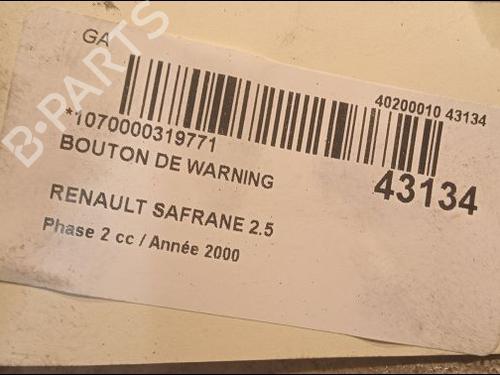 GA
40200010 43134
*1070000319771
BOUTON DE WARNING
43134
RENAULT SAFRANE 2.5
Phase 2 cc / Année 2000
B-PARTS